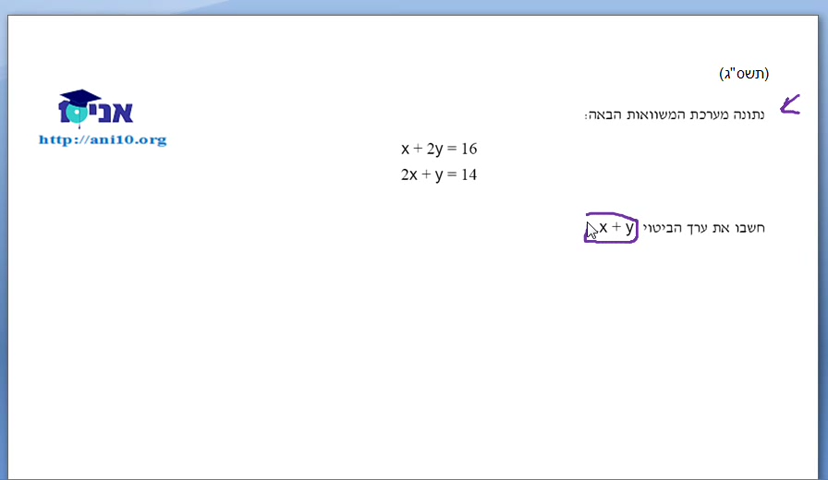 (תשס"ג)
אני10
http://ani10.org
נתונה מערכת המשוואות הבאה:
x + 2y = 16
2x + y = 14
חשבו את ערך הביטוי x + y